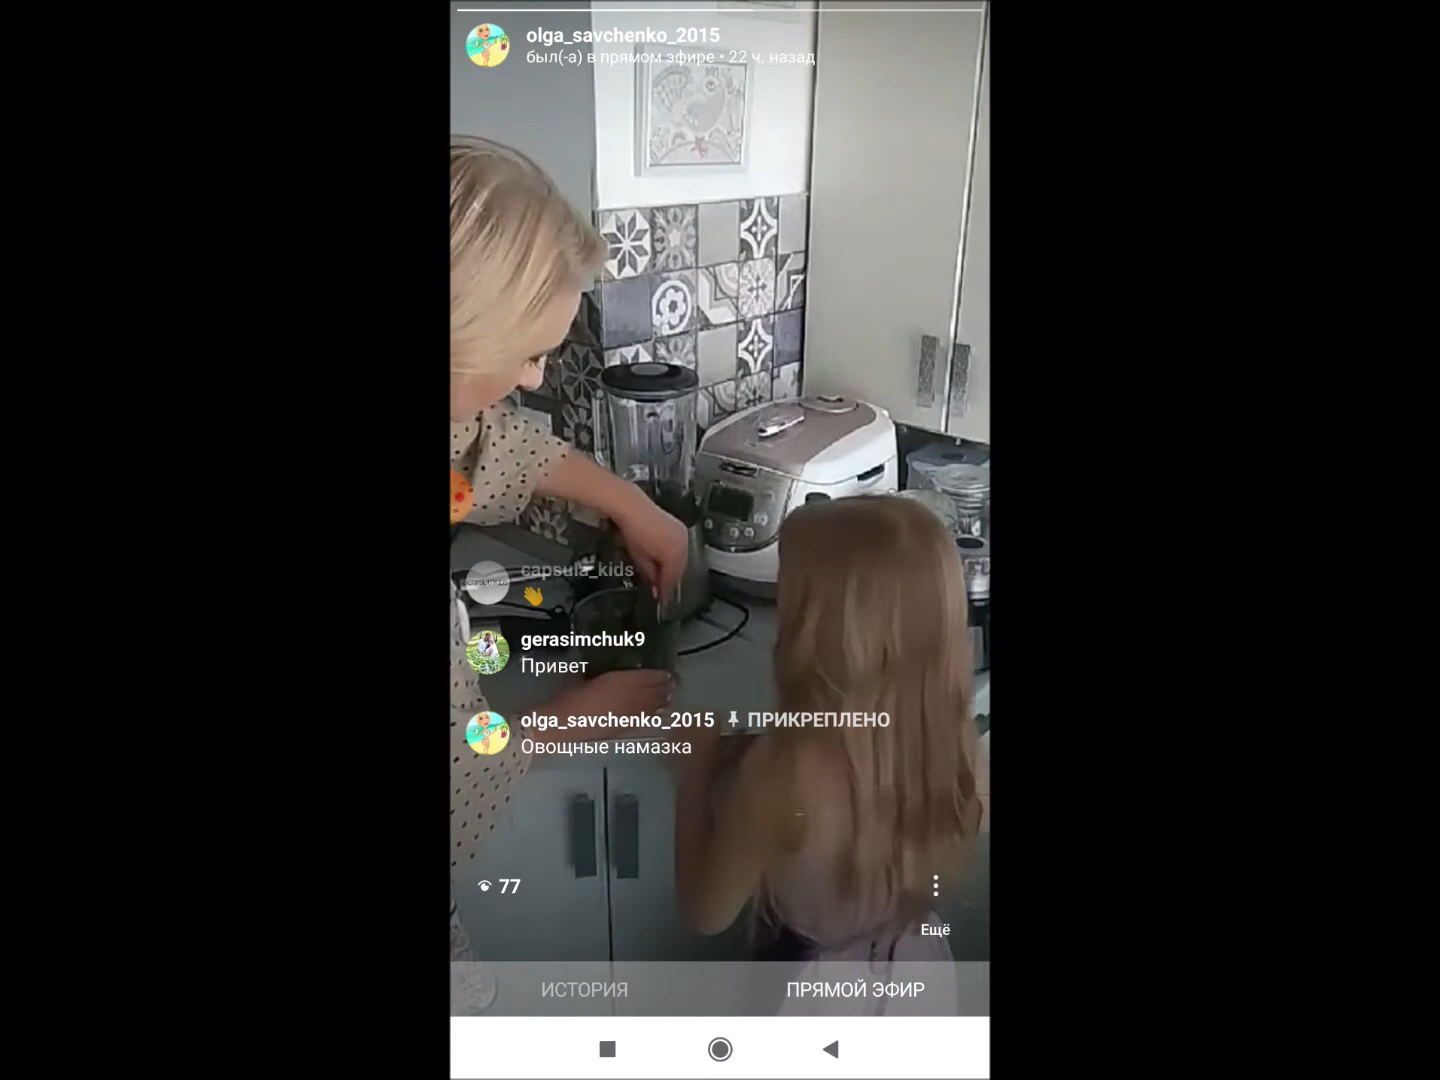 olga_savchenko_2015
был(-а) в прямом эфире • 22 ч. назад
capsula_kids
👋
gerasimchuk9
Привет
olga_savchenko_2015 ПРИКРЕПЛЕНО
Овощные намазка
77
Ещё
ИСТОРИЯ ПРЯМОЙ ЭФИР